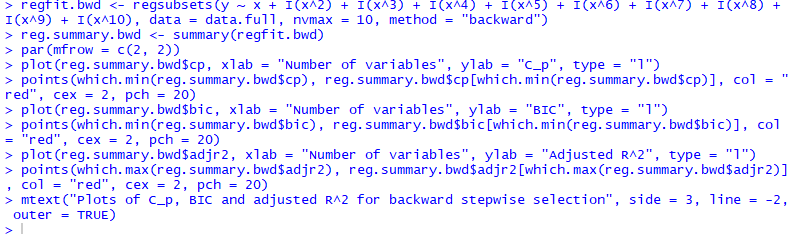 > regfit.bwd <- regsubsets(y ~ x + I(x^2) + I(x^3) + I(x^4) + I(x^5) + I(x^6) + I(x^7) + I(x^8) +
I(x^9) + I(x^10), data = data.full, nvmax = 10, method = "backward")
> reg.summary.bwd <- summary(regfit.bwd)
> par(mfrow = c(2, 2))
> plot(reg.summary.bwd$cp, xlab = "Number of variables", ylab = "C_p", type = "l")
> points(which.min(reg.summary.bwd$cp), reg.summary.bwd$cp[which.min(reg.summary.bwd$cp)], col = "
red", cex = 2, pch = 20)
> plot(reg.summary.bwd$bic, xlab = "Number of variables", ylab = "BIC", type = "l")
> points(which.min(reg.summary.bwd$bic), reg.summary.bwd$bic[which.min(reg.summary.bwd$bic)], col
= "red", cex = 2, pch = 20)
> plot(reg.summary.bwd$adjr2, xlab = "Number of variables", ylab = "Adjusted R^2", type = "l")
> points(which.max(reg.summary.bwd$adjr2), reg.summary.bwd$adjr2[which.max(reg.summary.bwd$adjr2)]
, col = "red", cex = 2, pch = 20)
> mtext("Plots of C_p, BIC and adjusted R^2 for backward stepwise selection", side = 3, line = -2,
outer = TRUE)
>